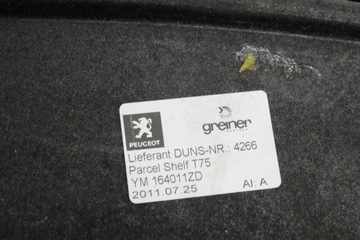 PEUGEOT
greiner
Lieferant DUNS-NR.: 4266
Parcel Shelf T75
YM 164011ZD
2011.07.25 AI: A